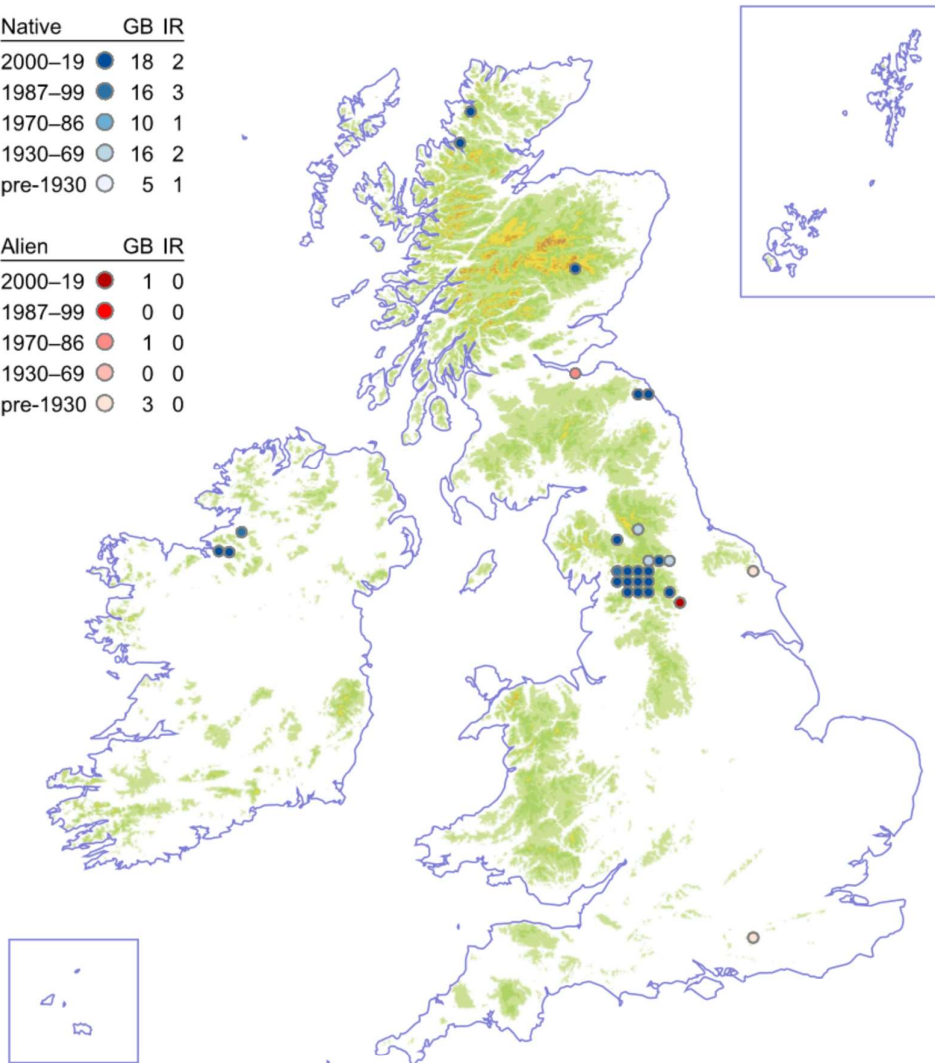 Native GB IR
2000–19 18 2
1987–99 16 3
1970–86 10 1
1930–69 16 2
pre-1930 5 1
Alien GB IR
2000–19 1 0
1987–99 0 0
1970–86 1 0
1930–69 0 0
pre-1930 3 0